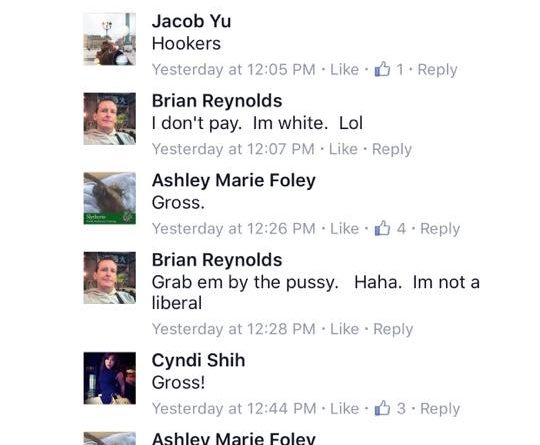 Jacob Yu
Hookers
Yesterday at 12:05 PM · Like · 1 · Reply
Brian Reynolds
I don't pay.  Im white.  Lol
Yesterday at 12:07 PM · Like · Reply
Ashley Marie Foley
Gross.
Yesterday at 12:26 PM · Like · 4 · Reply
Slytherin
Brian Reynolds
Grab em by the pussy.   Haha.  Im not a
liberal
Yesterday at 12:28 PM · Like · Reply
Cyndi Shih
Gross!
Yesterday at 12:44 PM · Like · 3 · Reply
Ashley Marie Foley